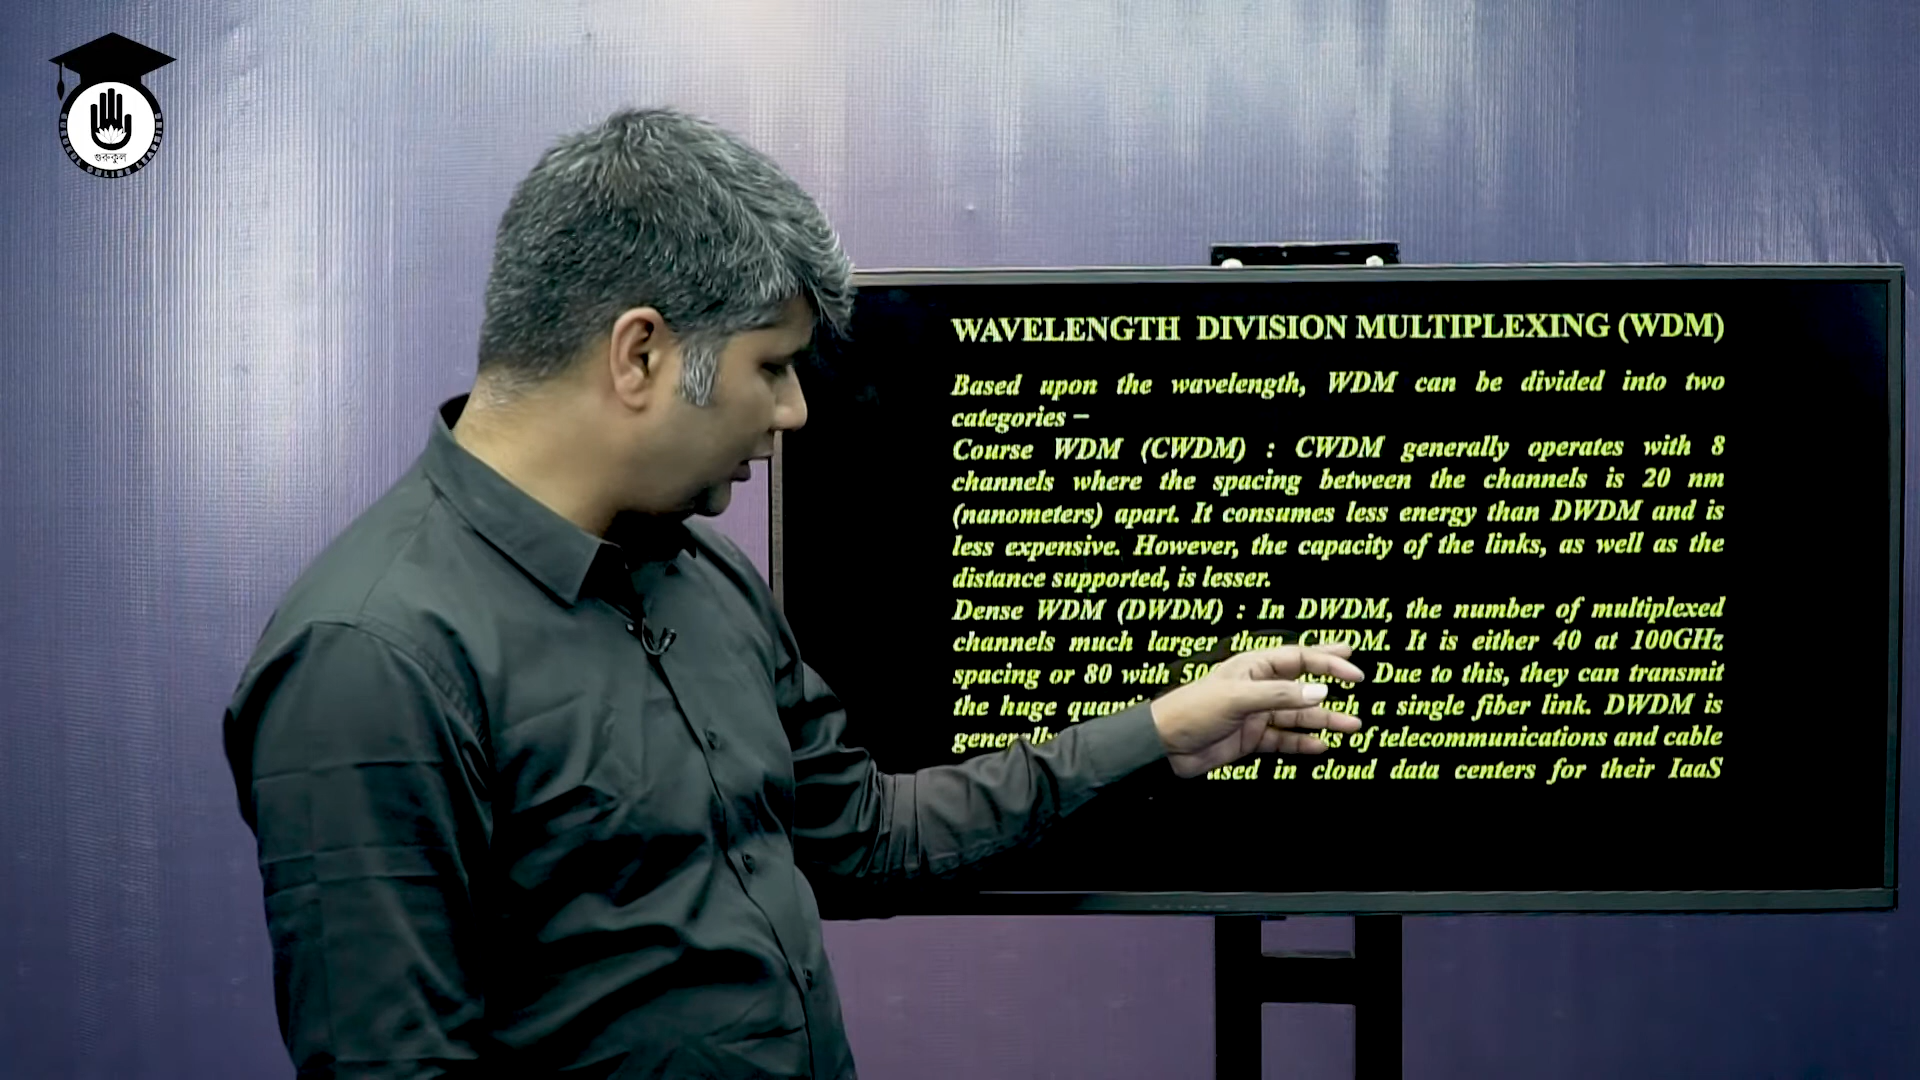 গুরুকুল
GURUKUL ONLINE LEARNING
WAVELENGTH DIVISION MULTIPLEXING (WDM)
Based upon the wavelength, WDM can be divided into two
categories –
Course WDM (CWDM) : CWDM generally operates with 8
channels where the spacing between the channels is 20 nm
(nanometers) apart. It consumes less energy than DWDM and is
less expensive. However, the capacity of the links, as well as the
distance supported, is lesser.
Dense WDM (DWDM) : In DWDM, the number of multiplexed
channels much larger than CWDM. It is either 40 at 100GHz
spacing or 80 with Due to this, they can transmit
the huge a single fiber link. DWDM is
generally of telecommunications and cable
used in cloud data centers for their IaaS